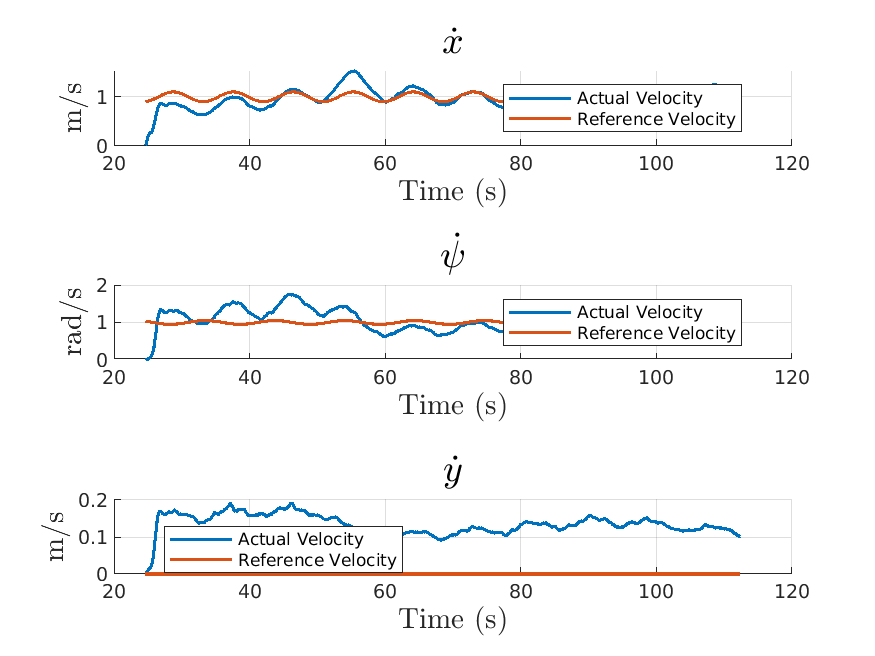 ẋ
m/s
1
0
Actual Velocity
Reference Velocity
20 40 60 80 100 120
Time (s)
ψ̇
rad/s
2
1
0
Actual Velocity
Reference Velocity
20 40 60 80 100 120
Time (s)
ẏ
m/s
0.2
0.1
0
Actual Velocity
Reference Velocity
20 40 60 80 100 120
Time (s)